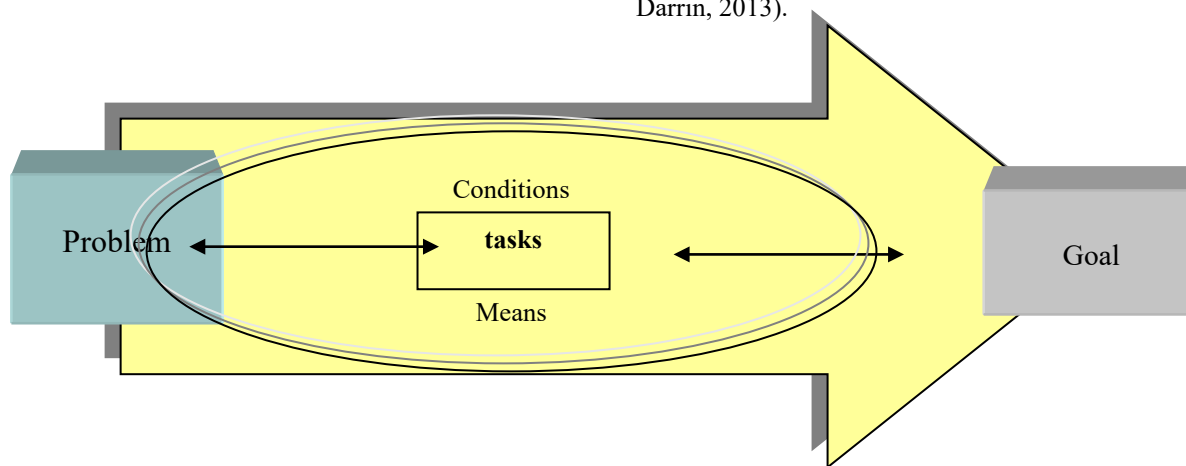 Darrin, 2013).
Conditions
Problem
tasks
Goal
Means